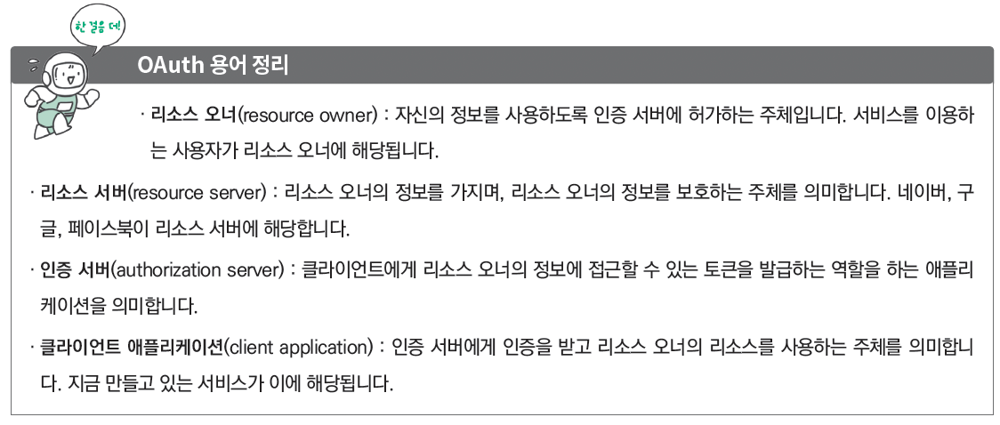 한 걸음 더!
OAuth 용어 정리
· 리소스 오너(resource owner) : 자신의 정보를 사용하도록 인증 서버에 허가하는 주체입니다. 서비스를 이용하
는 사용자가 리소스 오너에 해당됩니다.
· 리소스 서버(resource server) : 리소스 오너의 정보를 가지며, 리소스 오너의 정보를 보호하는 주체를 의미합니다. 네이버, 구
글, 페이스북이 리소스 서버에 해당합니다.
· 인증 서버(authorization server) : 클라이언트에게 리소스 오너의 정보에 접근할 수 있는 토큰을 발급하는 역할을 하는 애플리
케이션을 의미합니다.
· 클라이언트 애플리케이션(client application) : 인증 서버에게 인증을 받고 리소스 오너의 리소스를 사용하는 주체를 의미합니
다. 지금 만들고 있는 서비스가 이에 해당됩니다.